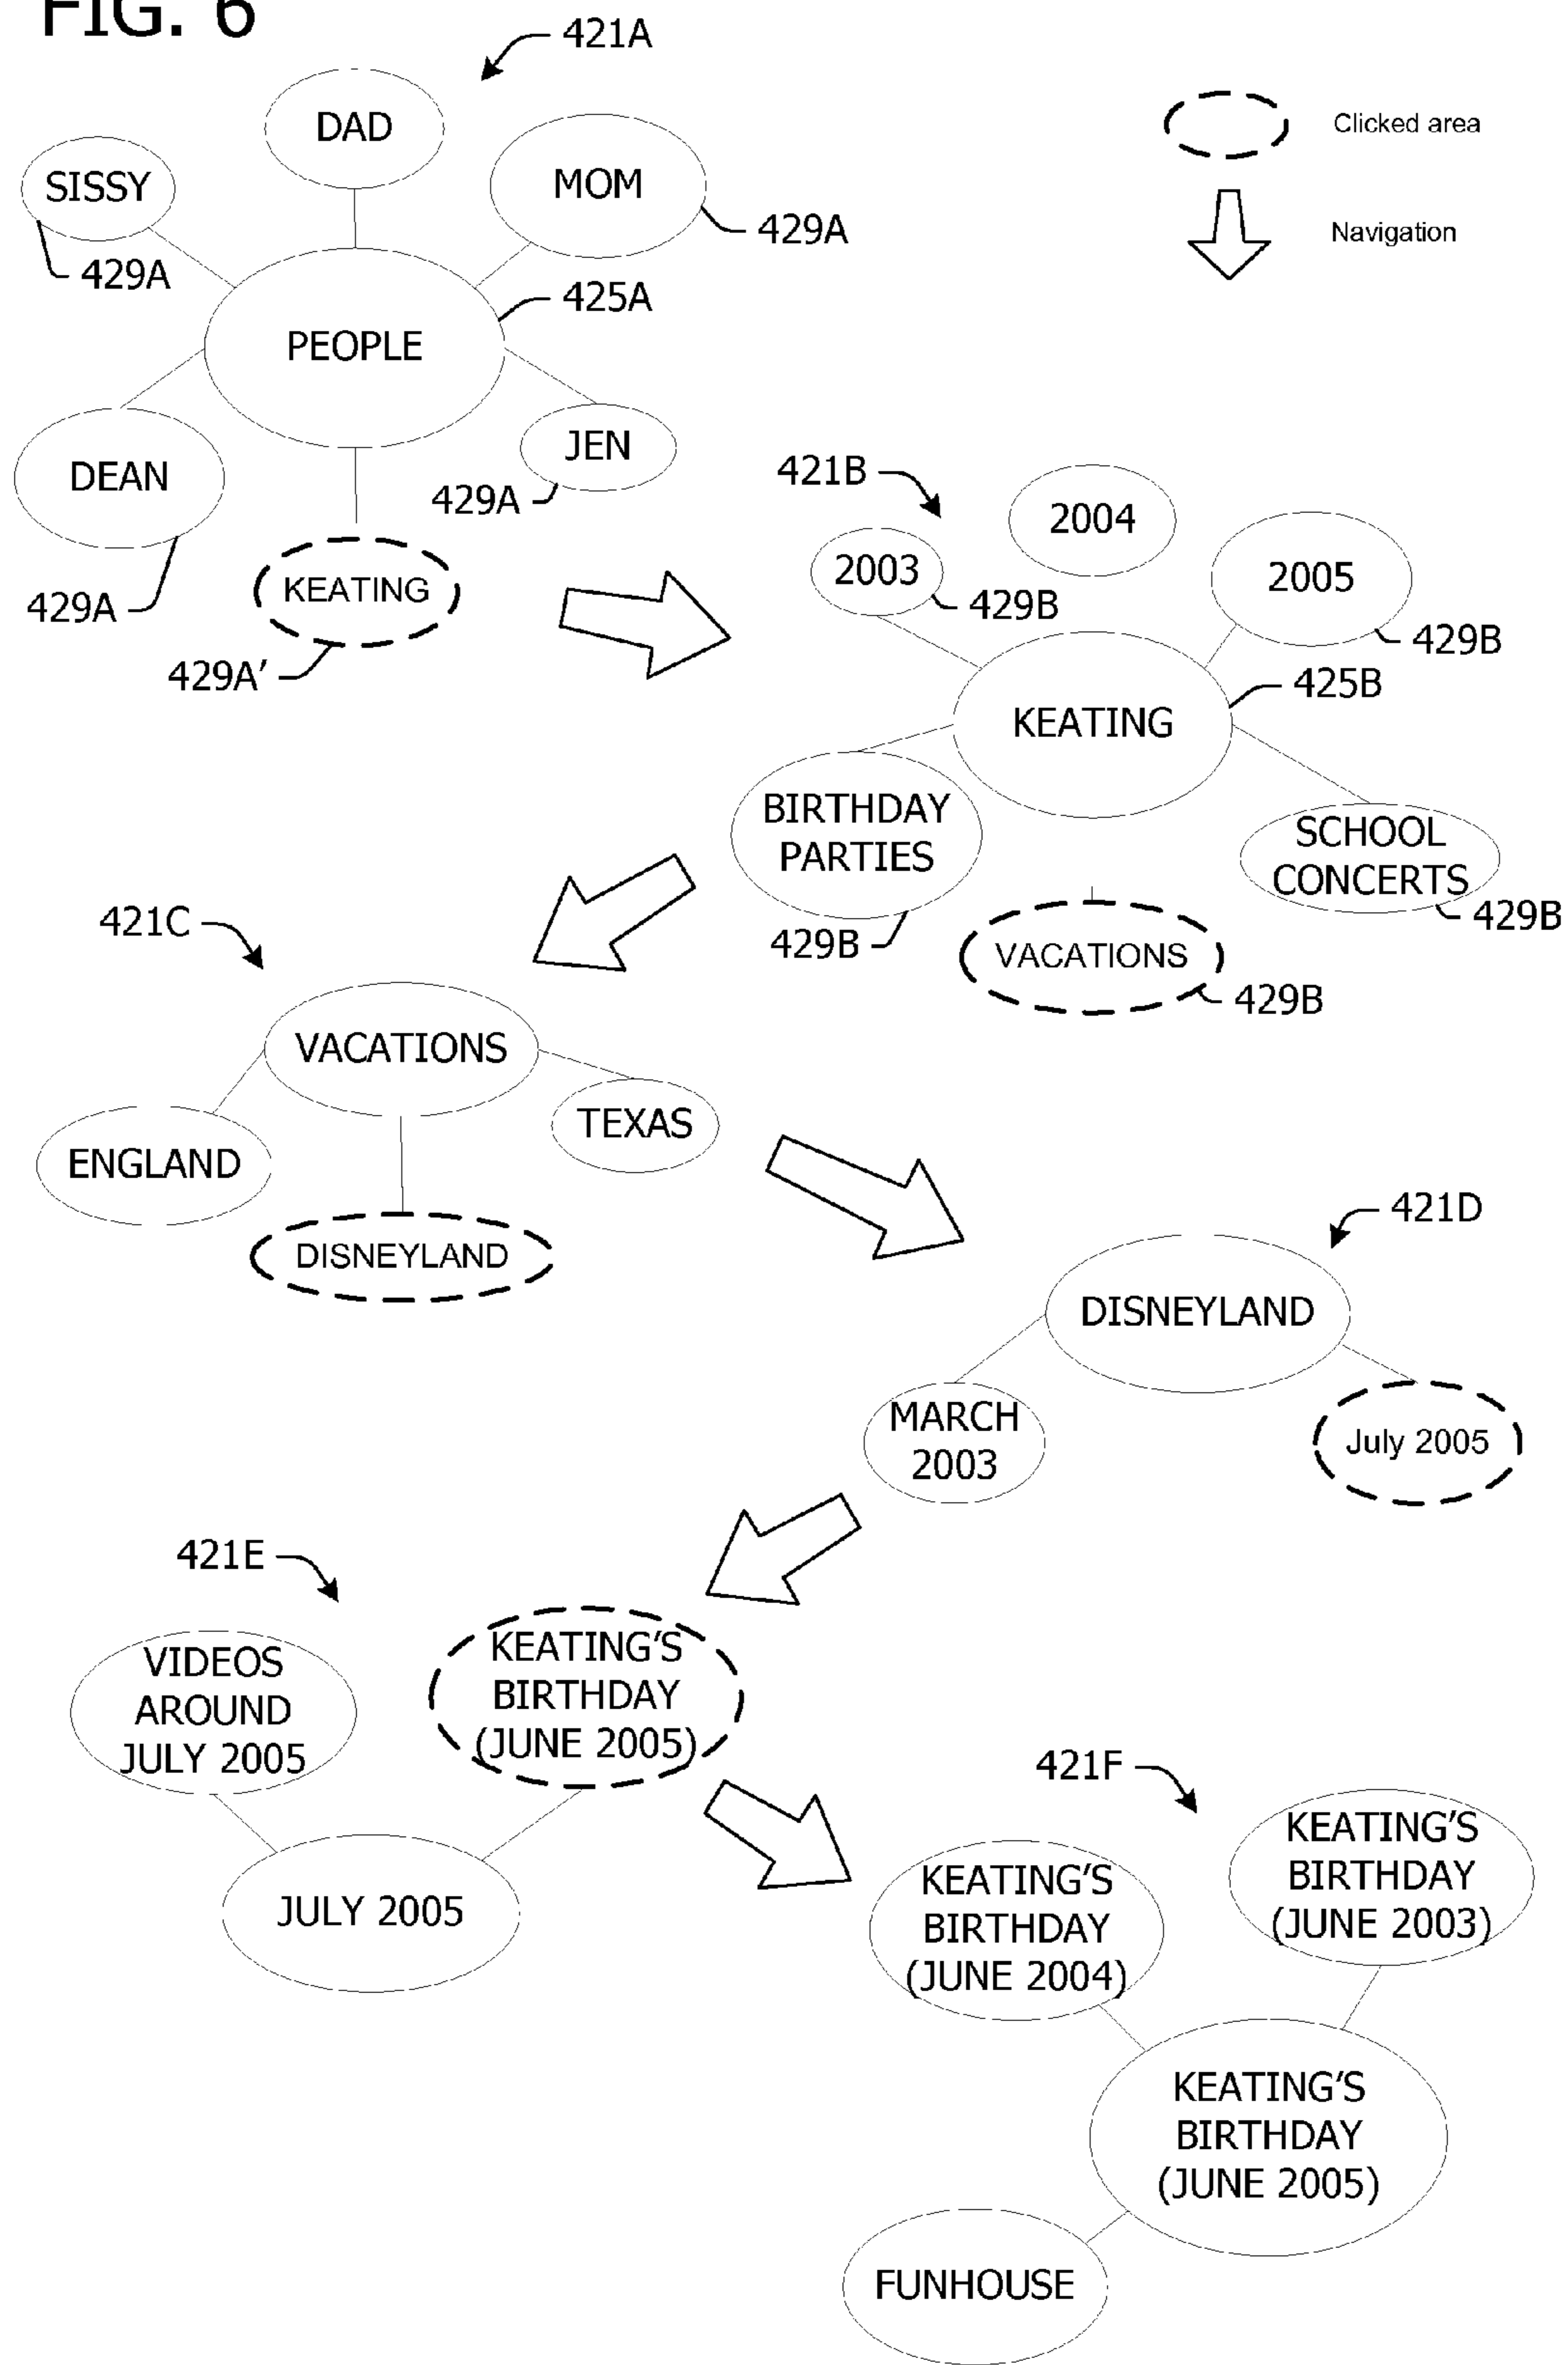 FIG. 6
421A
DAD
Clicked area
SISSY
MOM
429A
429A
Navigation
425A
PEOPLE
JEN
DEAN
429A
421B
2004
2003
2005
KEATING
429A
429B
429B
429A'
425B
KEATING
BIRTHDAY
PARTIES
SCHOOL
CONCERTS
429B
421C
429B
VACATIONS
429B
VACATIONS
TEXAS
ENGLAND
421D
DISNEYLAND
DISNEYLAND
MARCH
2003
July 2005
421E
KEATING'S
BIRTHDAY
(JUNE 2005)
VIDEOS
AROUND
JULY 2005
421F
KEATING'S
BIRTHDAY
(JUNE 2003)
KEATING'S
BIRTHDAY
(JUNE 2004)
JULY 2005
KEATING'S
BIRTHDAY
(JUNE 2005)
FUNHOUSE